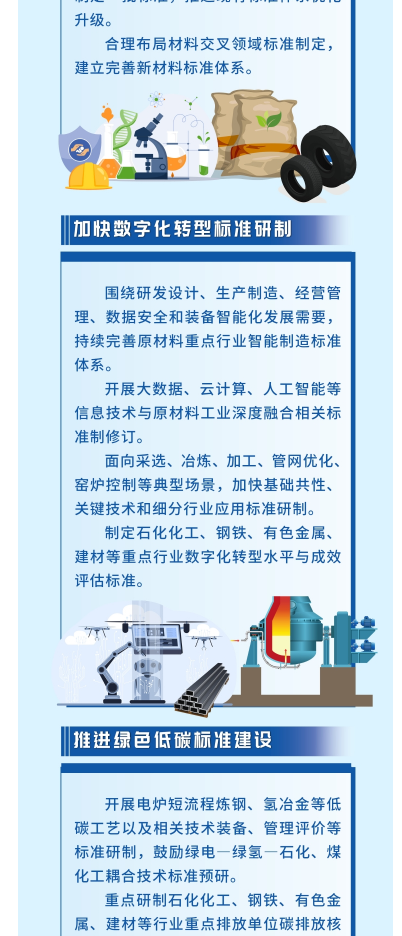 升级。
合理布局材料交叉领域标准制定，
建立完善新材料标准体系。
加快数字化转型标准研制
围绕研发设计、生产制造、经营管
理、数据安全和装备智能化发展需要，
持续完善原材料重点行业智能制造标准
体系。
开展大数据、云计算、人工智能等
信息技术与原材料工业深度融合相关标
准制修订。
面向采选、冶炼、加工、管网优化、
窑炉控制等典型场景，加快基础共性、
关键技术和细分行业应用标准研制。
制定石化化工、钢铁、有色金属、
建材等重点行业数字化转型水平与成效
评估标准。
推进绿色低碳标准建设
开展电炉短流程炼钢、氢冶金等低
碳工艺以及相关技术装备、管理评价等
标准研制，鼓励绿电—绿氢—石化、煤
化工耦合技术标准预研。
重点研制石化化工、钢铁、有色金
属、建材等行业重点排放单位碳排放核